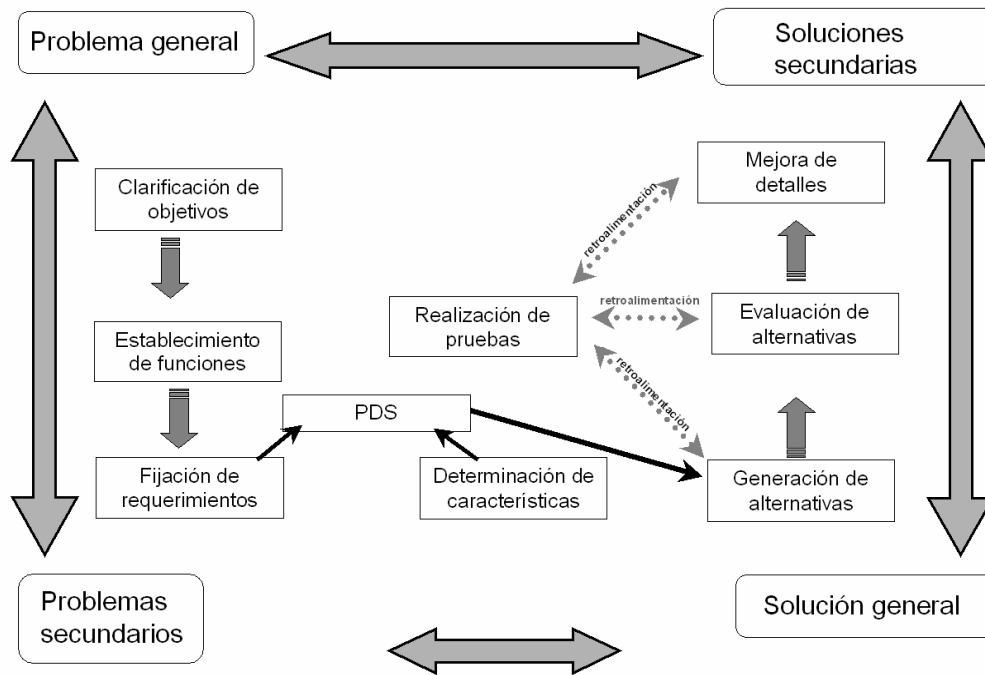 Problema general
Soluciones
secundarias
Clarificación de
objetivos
Mejora de
detalles
retroalimentación
Realización de
pruebas
retroalimentación
Evaluación de
alternativas
Establecimiento
de funciones
retroalimentación
PDS
Fijación de
requerimientos
Determinación de
características
Generación de
alternativas
Problemas
secundarios
Solución general